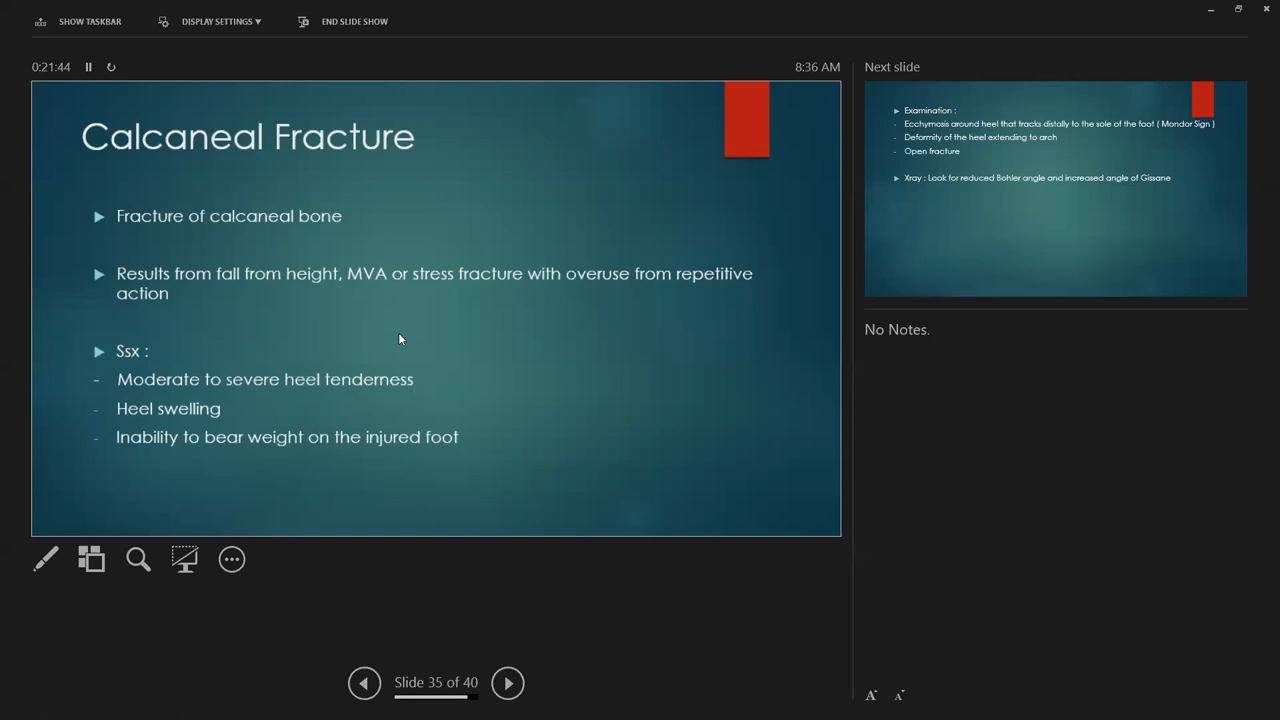 SHOW TASKBAR
DISPLAY SETTINGS ▼
END SLIDE SHOW
0:21:44
8:36 AM
Calcaneal Fracture
► Fracture of calcaneal bone
► Results from fall from height, MVA or stress fracture with overuse from repetitive
action
► Ssx :
- Moderate to severe heel tenderness
- Heel swelling
- Inability to bear weight on the injured foot
Slide 35 of 40
Next slide
► Examination :
- Ecchymosis around heel that tracks distally to the sole of the foot ( Mondor Sign )
- Deformity of the heel extending to arch
- Open fracture
► Xray : Look for reduced Bohler angle and increased angle of Gissane
No Notes.
A A